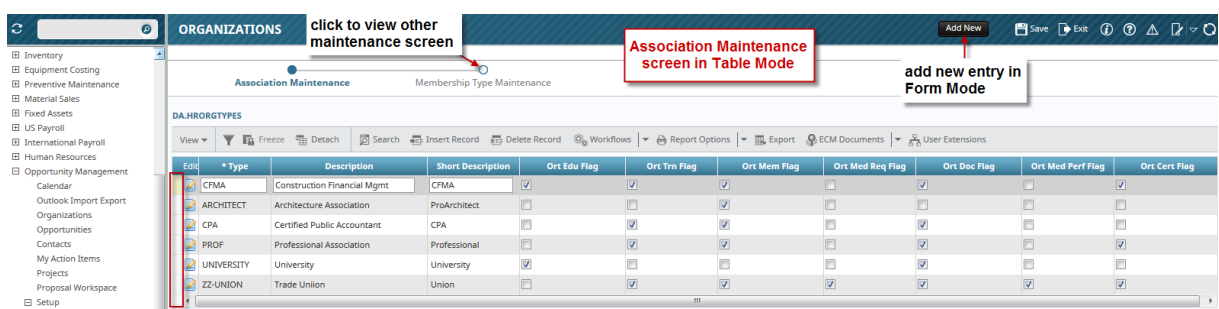 ORGANIZATIONS
click to view other
maintenance screen
Add New
Save
Exit
Association Maintenance
screen in Table Mode
add new entry in
Form Mode
Inventory
Equipment Costing
Preventive Maintenance
Material Sales
Fixed Assets
US Payroll
International Payroll
Human Resources
Opportunity Management
Calendar
Outlook Import Export
Organizations
Opportunities
Contacts
My Action Items
Projects
Proposal Workspace
Setup
Association Maintenance
Membership Type Maintenance
DA.HRORGTYPES
View Freeze Detach Search Insert Record Delete Record Workflows Report Options Export ECM Documents User Extensions
Edit * Type Description Short Description Ort Edu Flag Ort Trn Flag Ort Mem Flag Ort Med Req Flag Ort Doc Flag Ort Med Perf Flag Ort Cert Flag
CFMA Construction Financial Mgmt CFMA
ARCHITECT Architecture Association ProArchitect
CPA Certified Public Accountant CPA
PROF Professional Association Professional
UNIVERSITY University University
ZZ-UNION Trade Uniion Union